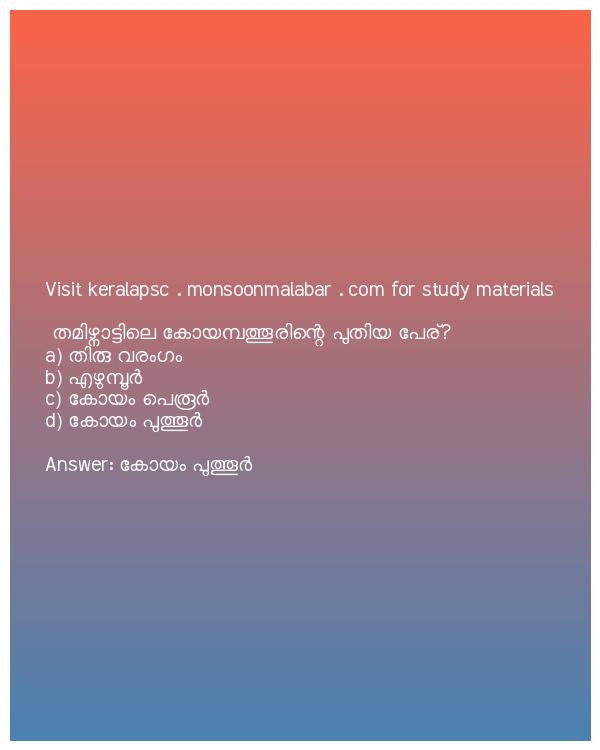 Visit keralapsc . monsoonmalabar . com for study materials
തമിഴ്നാട്ടിലെ കോയമ്പത്തൂരിന്റെ പുതിയ പേര്?
a) തിരു വരംഗം
b) എഴുമ്പൂർ
c) കോയം പെരൂർ
d) കോയം പുത്തൂർ
Answer: കോയം പുത്തൂർ